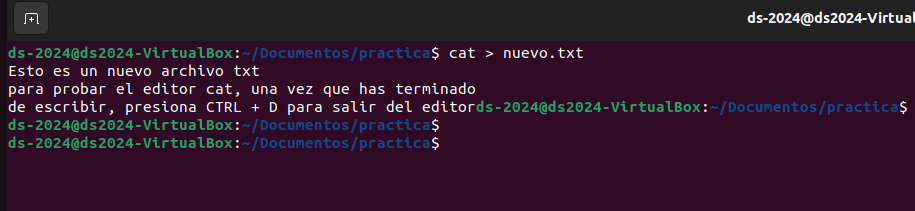 ds-2024@ds2024-Virtual
ds-2024@ds2024-VirtualBox:~/Documentos/practica$ cat > nuevo.txt
Esto es un nuevo archivo txt
para probar el editor cat, una vez que has terminado
de escribir, presiona CTRL + D para salir del editords-2024@ds2024-VirtualBox:~/Documentos/practica$
ds-2024@ds2024-VirtualBox:~/Documentos/practica$
ds-2024@ds2024-VirtualBox:~/Documentos/practica$